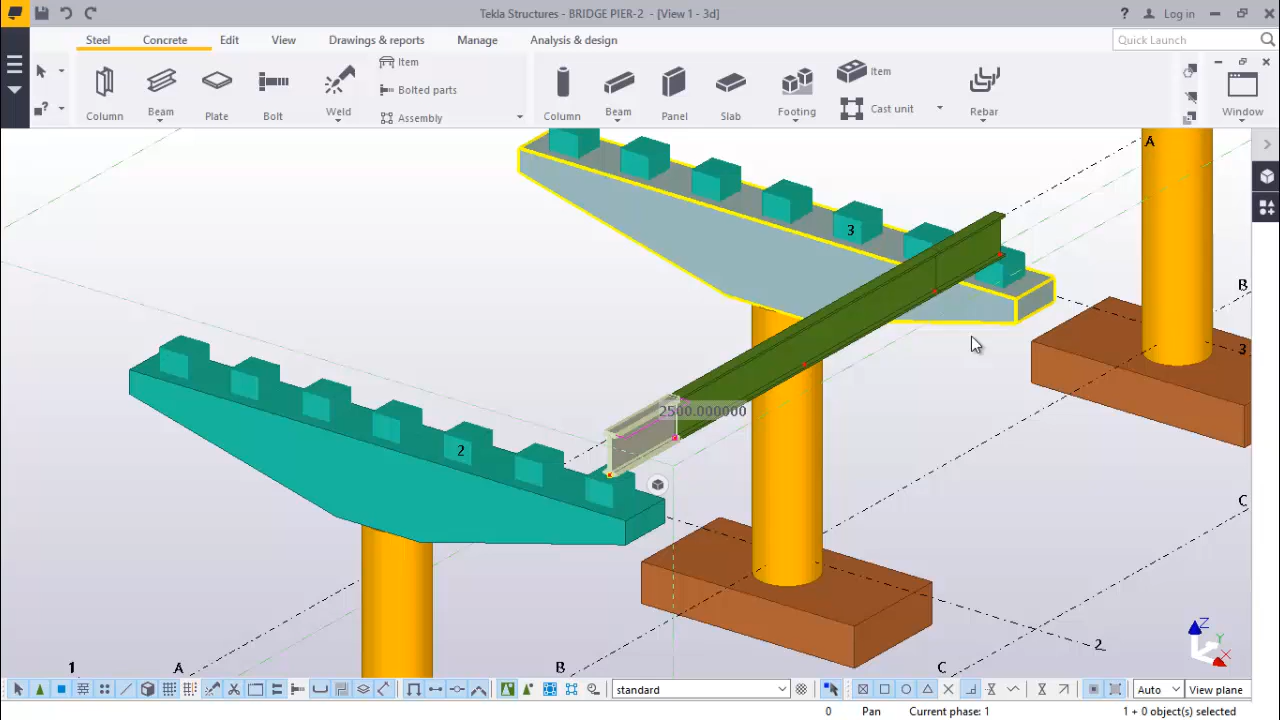 Tekla Structures - BRIDGE PIER-2 - [View 1 - 3d]
? Log in
Steel Concrete Edit View Drawings & reports Manage Analysis & design
Quick Launch
Column Beam Plate Bolt Weld
Item
Bolted parts
Assembly
Column Beam Panel Slab Footing
Item
Cast unit
Rebar
Window
A
3
B
3
2500.000000
2
C
2
1 A B C
standard
Auto
View plane
0 Pan Current phase: 1 1 + 0 object(s) selected
Z
Y
X